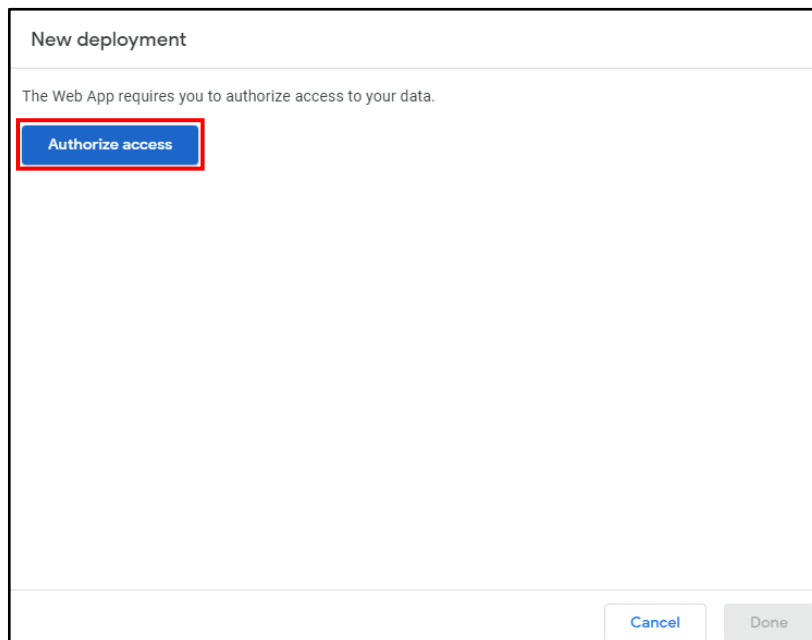 New deployment
The Web App requires you to authorize access to your data.
Authorize access
Cancel
Done